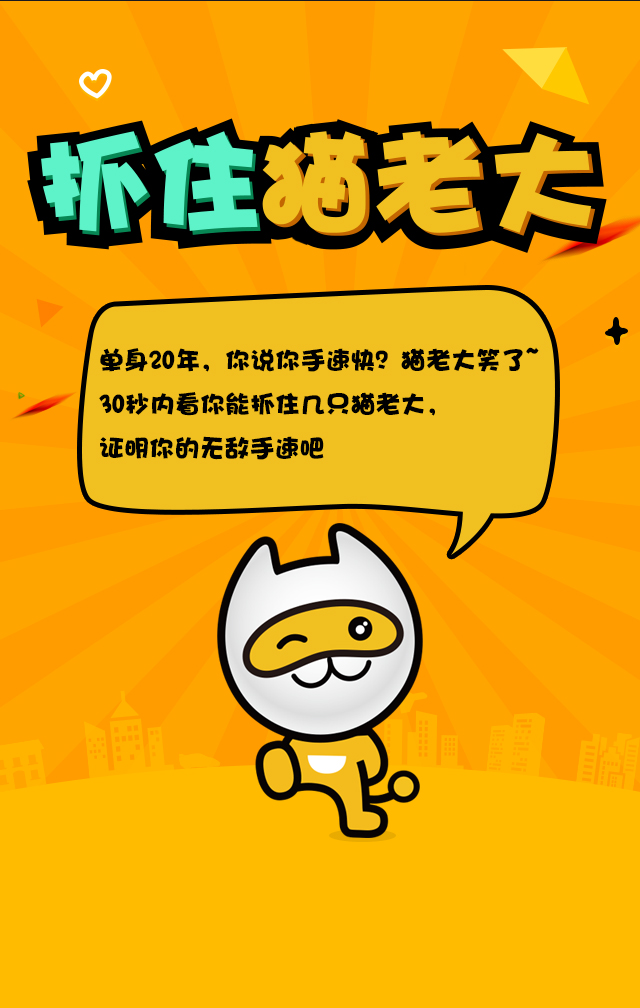 抓住猫老大
单身20年，你说你手速快？猫老大笑了~
30秒内看你能抓住几只猫老大，
证明你的无敌手速吧